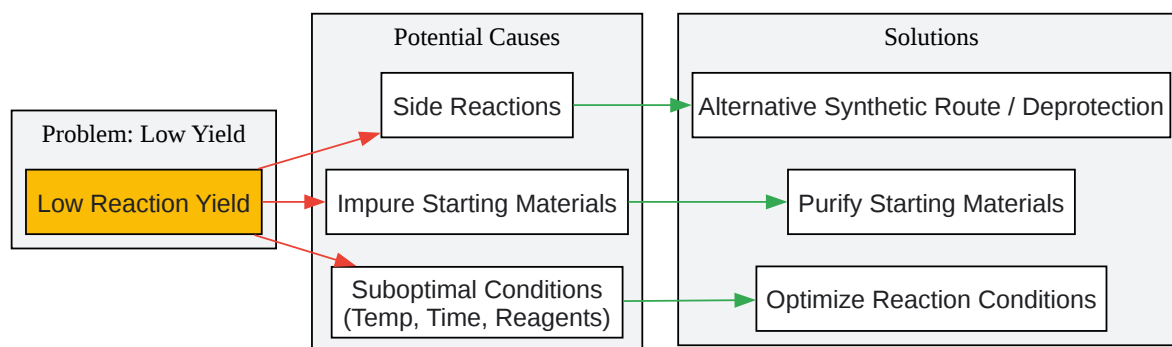 Problem: Low Yield
Low Reaction Yield
Potential Causes
Side Reactions
Impure Starting Materials
Suboptimal Conditions
(Temp, Time, Reagents)
Solutions
Alternative Synthetic Route / Deprotection
Purify Starting Materials
Optimize Reaction Conditions